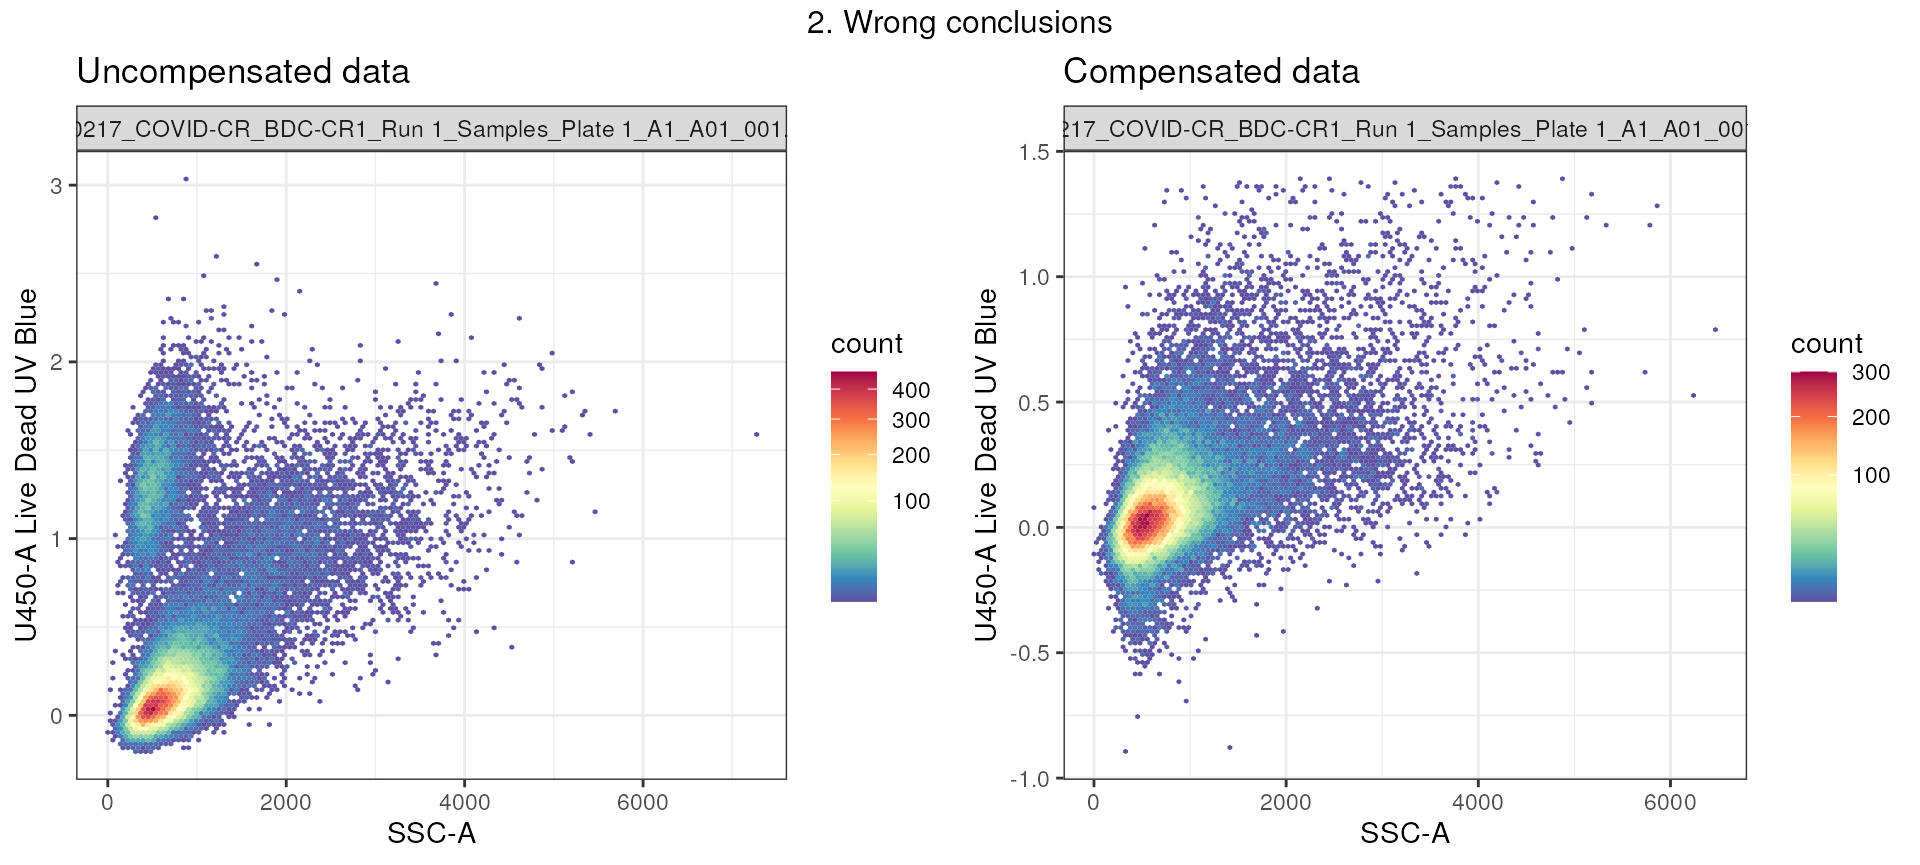 2. Wrong conclusions
Uncompensated data
0217_COVID-CR_BDC-CR1_Run 1_Samples_Plate 1_A1_A01_001.
3
2
1
0
U450-A Live Dead UV Blue
0
2000
4000
6000
SSC-A
count
400
300
200
100
Compensated data
217_COVID-CR_BDC-CR1_Run 1_Samples_Plate 1_A1_A01_00
1.5
1.0
0.5
0.0
-0.5
-1.0
U450-A Live Dead UV Blue
0
2000
4000
6000
SSC-A
count
300
200
100